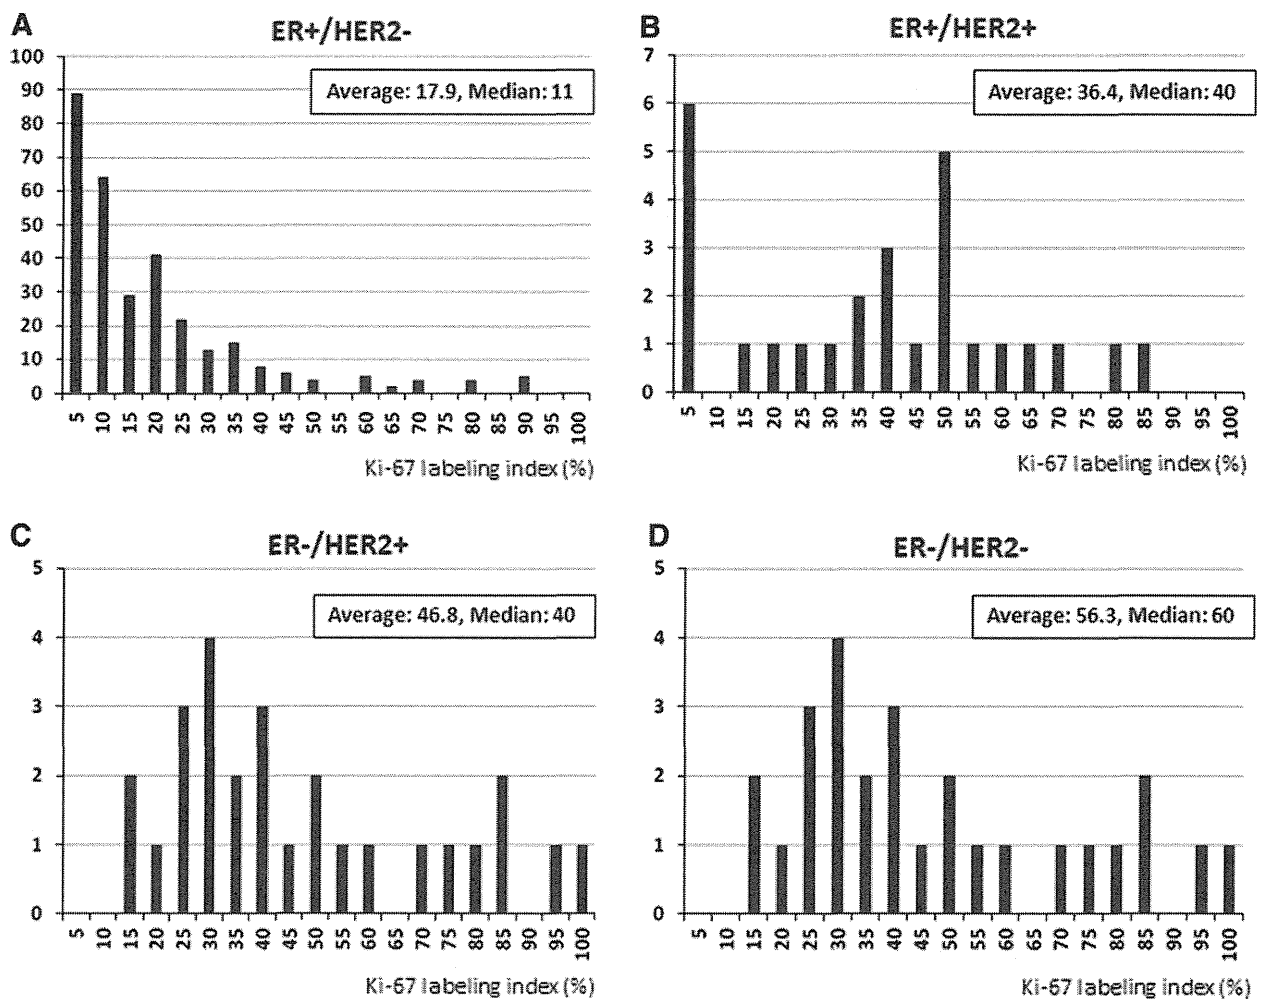 A
ER+/HER2-
Average: 17.9, Median: 11
100
90
80
70
60
50
40
30
20
10
0
5 10 15 20 25 30 35 40 45 50 55 60 65 70 75 80 85 90 95 100
Ki-67 labeling index (%)
B
ER+/HER2+
Average: 36.4, Median: 40
7
6
5
4
3
2
1
0
5 10 15 20 25 30 35 40 45 50 55 60 65 70 75 80 85 90 95 100
Ki-67 labeling index (%)
C
ER-/HER2+
Average: 46.8, Median: 40
5
4
3
2
1
0
5 10 15 20 25 30 35 40 45 50 55 60 65 70 75 80 85 90 95 100
Ki-67 labeling index (%)
D
ER-/HER2-
Average: 56.3, Median: 60
5
4
3
2
1
0
5 10 15 20 25 30 35 40 45 50 55 60 65 70 75 80 85 90 95 100
Ki-67 labeling index (%)